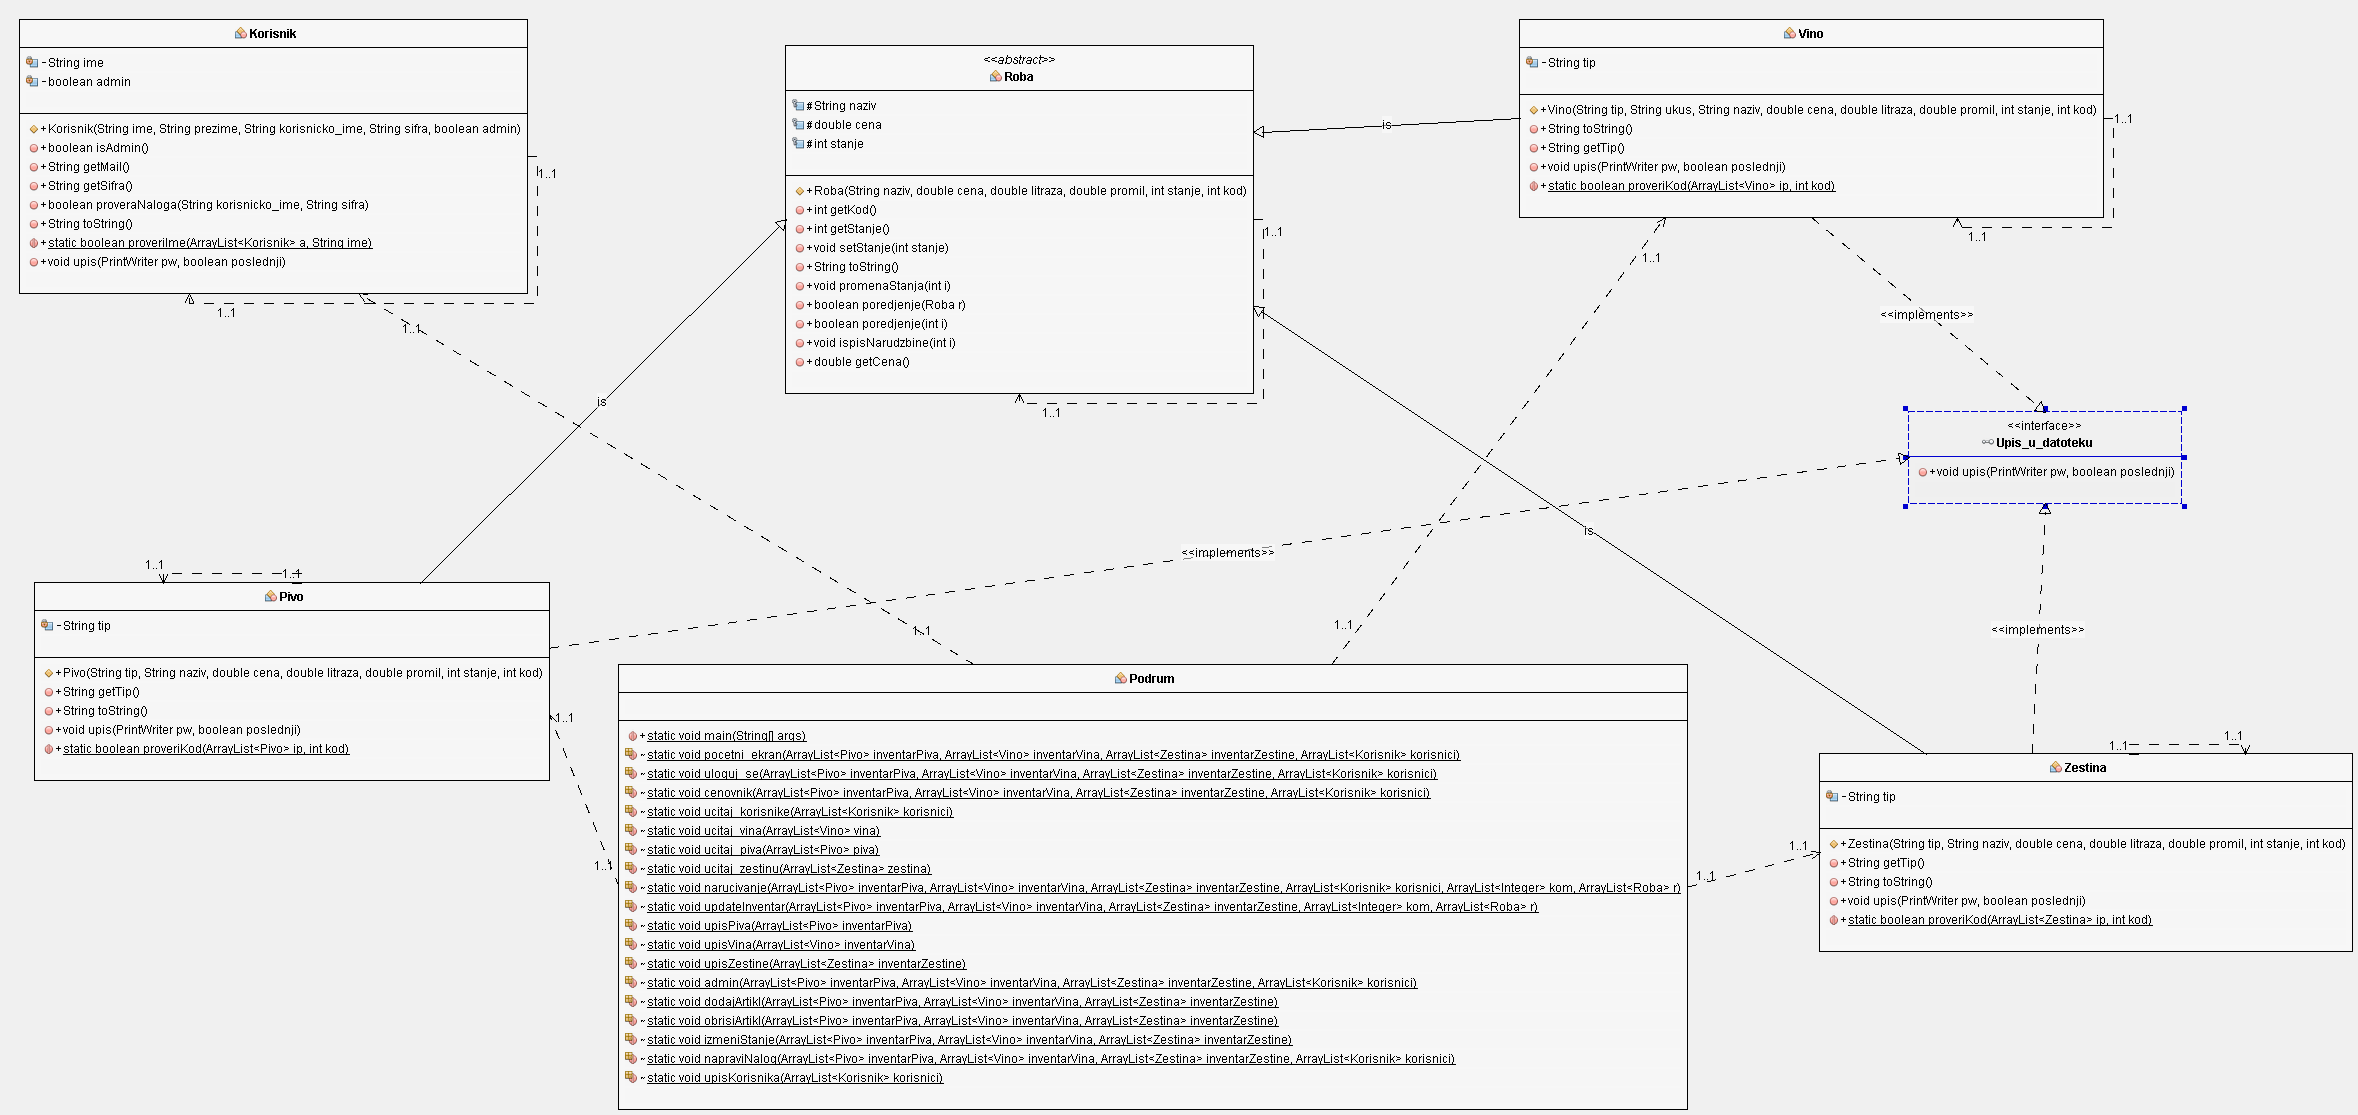 Korisnik
-String ime
-boolean admin
+Korisnik(String ime, String prezime, String korisnicko_ime, String sifra, boolean admin)
+boolean isAdmin()
+String getMail()
+String getSifra()
+boolean proveraNaloga(String korisnicko_ime, String sifra)
+String toString()
+static boolean proveriIme(ArrayList<Korisnik> a, String ime)
+void upis(PrintWriter pw, boolean poslednji)
1..1
1..1
1..1
<<abstract>>
Roba
#String naziv
#double cena
#int stanje
+Roba(String naziv, double cena, double litraza, double promil, int stanje, int kod)
+int getKod()
+int getStanje()
+void setStanje(int stanje)
+String toString()
+void promenaStanja(int i)
+boolean poredjenje(Roba r)
+boolean poredjenje(int i)
+void ispisNarudzbine(int i)
+double getCena()
1..1
1..1
is
Vino
-String tip
+Vino(String tip, String ukus, String naziv, double cena, double litraza, double promil, int stanje, int kod)
+String toString()
+String getTip()
+void upis(PrintWriter pw, boolean poslednji)
+static boolean proveriKod(ArrayList<Vino> ip, int kod)
1..1
1..1
1..1
<<implements>>
is
<<interface>>
Upis_u_datoteku
+void upis(PrintWriter pw, boolean poslednji)
is
<<implements>>
<<implements>>
1..1
1..1
Pivo
-String tip
+Pivo(String tip, String naziv, double cena, double litraza, double promil, int stanje, int kod)
+String getTip()
+String toString()
+void upis(PrintWriter pw, boolean poslednji)
+static boolean proveriKod(ArrayList<Pivo> ip, int kod)
1..1
1..1
1..1
1..1
Podrum
+static void main(String[] args)
~static void pocetni_ekran(ArrayList<Pivo> inventarPiva, ArrayList<Vino> inventarVina, ArrayList<Zestina> inventarZestine, ArrayList<Korisnik> korisnici)
~static void uloguj_se(ArrayList<Pivo> inventarPiva, ArrayList<Vino> inventarVina, ArrayList<Zestina> inventarZestine, ArrayList<Korisnik> korisnici)
~static void cenovnik(ArrayList<Pivo> inventarPiva, ArrayList<Vino> inventarVina, ArrayList<Zestina> inventarZestine, ArrayList<Korisnik> korisnici)
~static void ucitaj_korisnike(ArrayList<Korisnik> korisnici)
~static void ucitaj_vina(ArrayList<Vino> vina)
~static void ucitaj_piva(ArrayList<Pivo> piva)
~static void ucitaj_zestinu(ArrayList<Zestina> zestina)
~static void narucivanje(ArrayList<Pivo> inventarPiva, ArrayList<Vino> inventarVina, ArrayList<Zestina> inventarZestine, ArrayList<Korisnik> korisnici, ArrayList<Integer> kom, ArrayList<Roba> r)
~static void updateInventar(ArrayList<Pivo> inventarPiva, ArrayList<Vino> inventarVina, ArrayList<Zestina> inventarZestine, ArrayList<Integer> kom, ArrayList<Roba> r)
~static void upisPiva(ArrayList<Pivo> inventarPiva)
~static void upisVina(ArrayList<Vino> inventarVina)
~static void upisZestine(ArrayList<Zestina> inventarZestine)
~static void admin(ArrayList<Pivo> inventarPiva, ArrayList<Vino> inventarVina, ArrayList<Zestina> inventarZestine, ArrayList<Korisnik> korisnici)
~static void dodajArtikl(ArrayList<Pivo> inventarPiva, ArrayList<Vino> inventarVina, ArrayList<Zestina> inventarZestine)
~static void obrisiArtikl(ArrayList<Pivo> inventarPiva, ArrayList<Vino> inventarVina, ArrayList<Zestina> inventarZestine)
~static void izmeniStanje(ArrayList<Pivo> inventarPiva, ArrayList<Vino> inventarVina, ArrayList<Zestina> inventarZestine)
~static void napraviNalog(ArrayList<Pivo> inventarPiva, ArrayList<Vino> inventarVina, ArrayList<Zestina> inventarZestine, ArrayList<Korisnik> korisnici)
~static void upisKorisnika(ArrayList<Korisnik> korisnici)
1..1
1..1
1..1
1..1
Zestina
-String tip
+Zestina(String tip, String naziv, double cena, double litraza, double promil, int stanje, int kod)
+String getTip()
+String toString()
+void upis(PrintWriter pw, boolean poslednji)
+static boolean proveriKod(ArrayList<Zestina> ip, int kod)